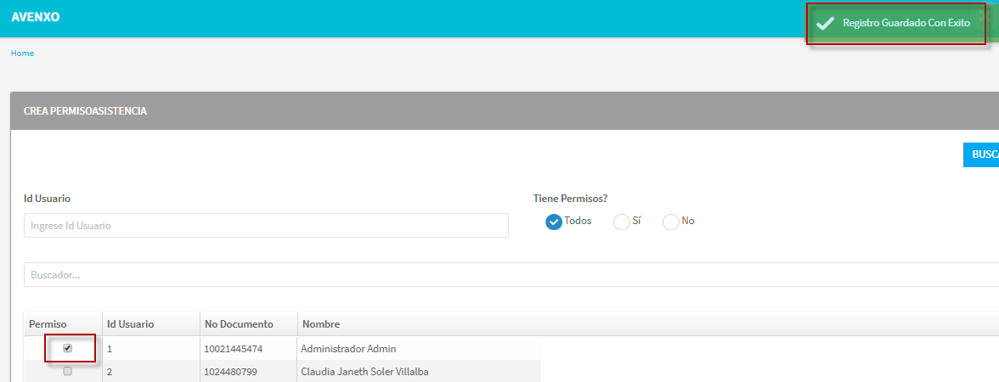 AVENXO
Registro Guardado Con Exito
Home
CREA PERMISOASISTENCIA
BUSCA
Id Usuario
Tiene Permisos?
Ingrese Id Usuario
Todos Sí No
Buscador...
Permiso Id Usuario No Documento Nombre
1 10021445474 Administrador Admin
2 1024480799 Claudia Janeth Soler Villalba